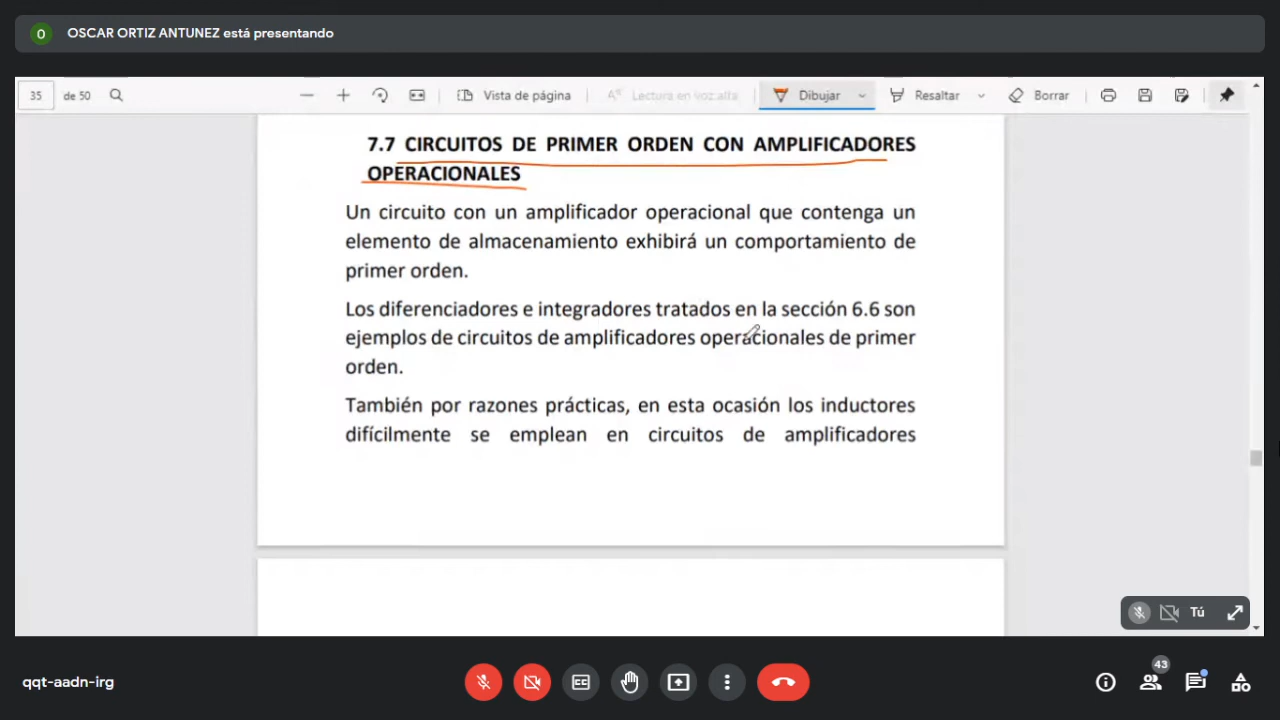 O OSCAR ORTIZ ANTUNEZ está presentando
35 de 50 Vista de página Lectura en voz alta Dibujar Resaltar Borrar
7.7 CIRCUITOS DE PRIMER ORDEN CON AMPLIFICADORES
OPERACIONALES
Un circuito con un amplificador operacional que contenga un
elemento de almacenamiento exhibirá un comportamiento de
primer orden.
Los diferenciadores e integradores tratados en la sección 6.6 son
ejemplos de circuitos de amplificadores operacionales de primer
orden.
También por razones prácticas, en esta ocasión los inductores
difícilmente se emplean en circuitos de amplificadores
Tú
qqt-aadn-irg
43